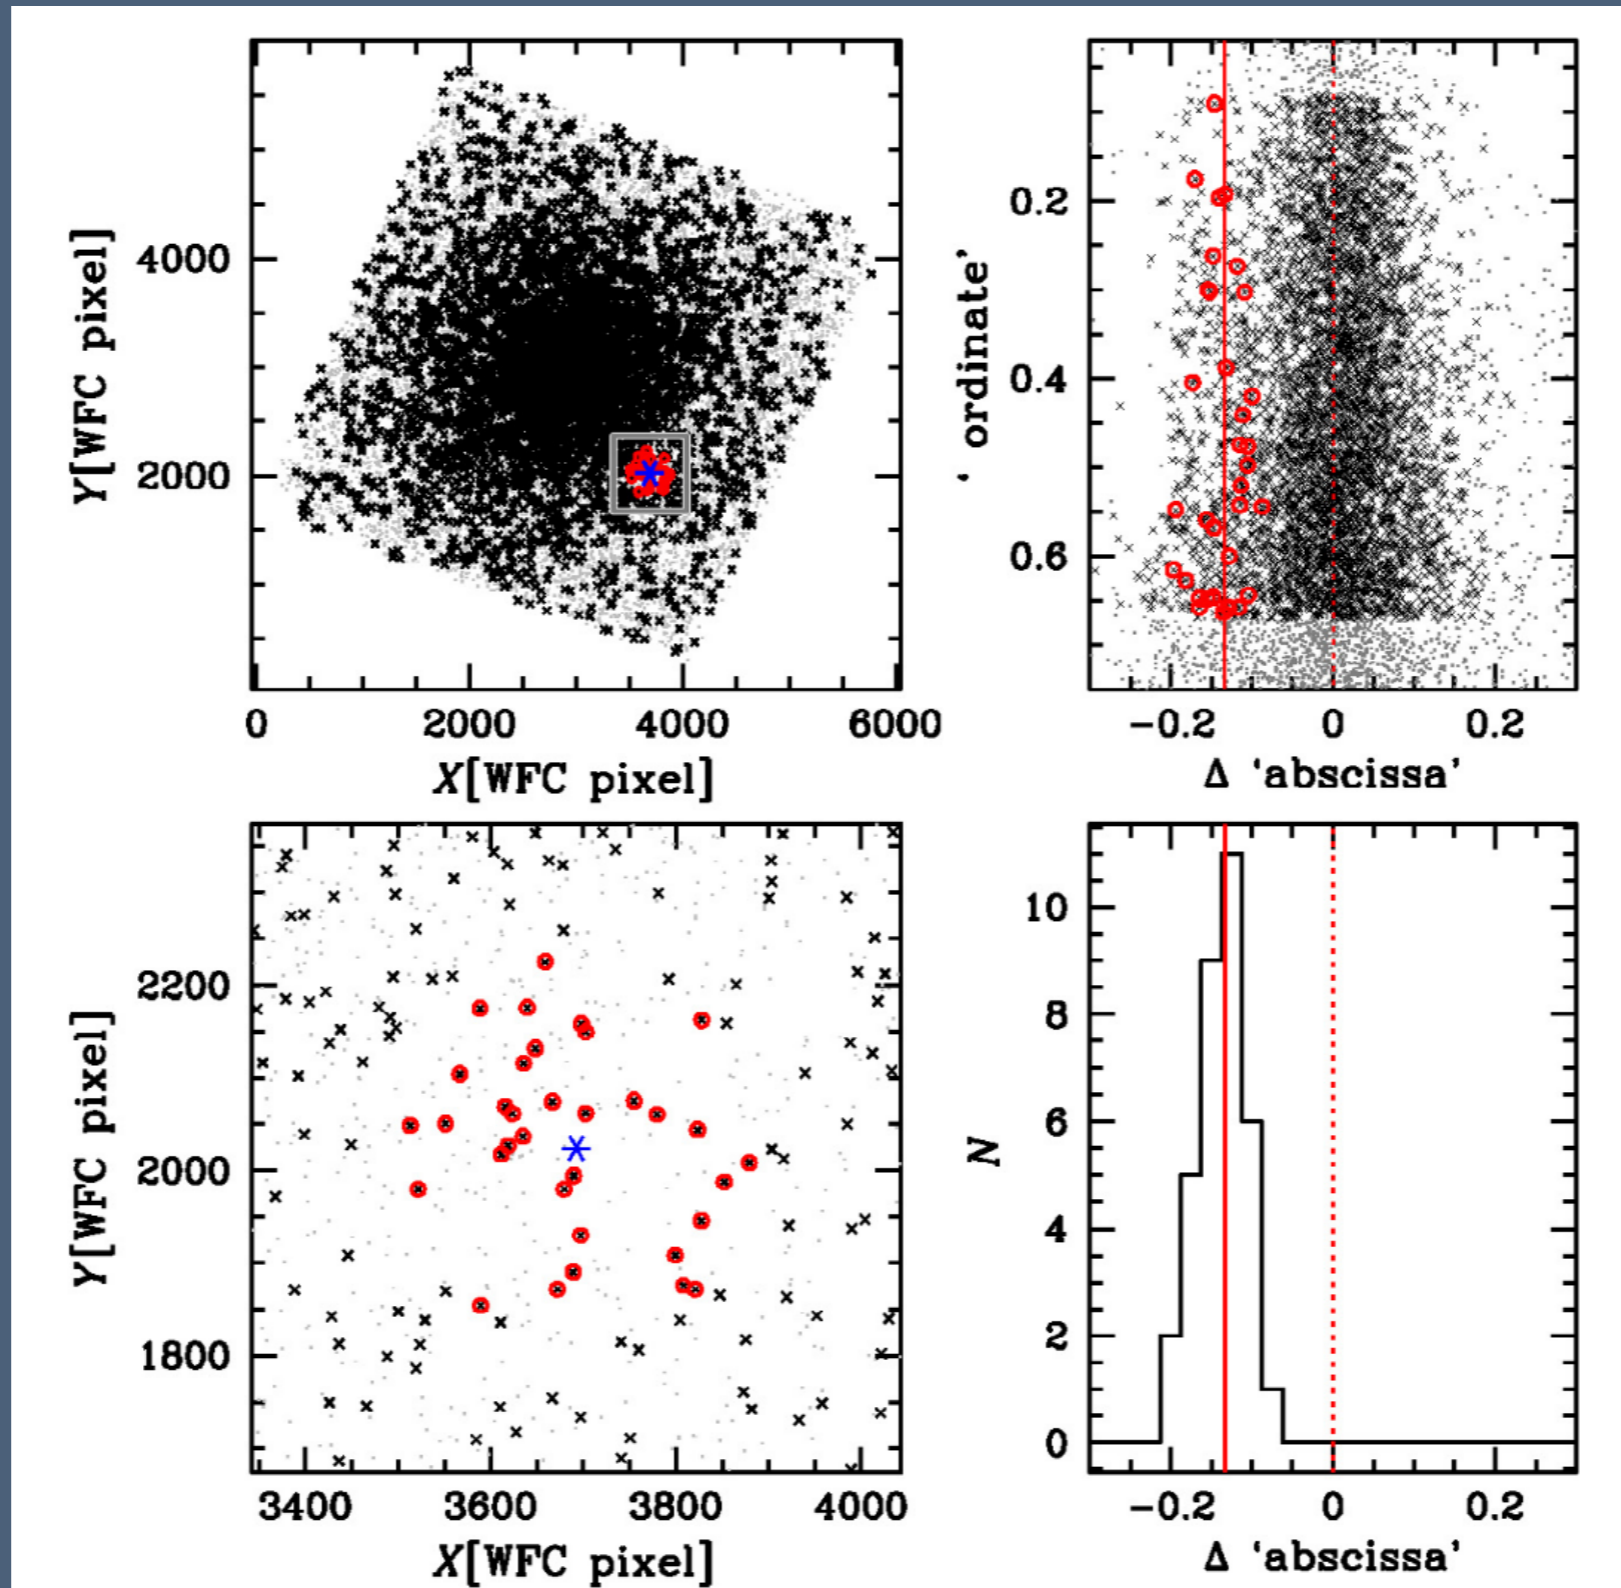 4000
2000
Y[WFC pixel]
0 2000 4000 6000
X[WFC pixel]
0.2
0.4
0.6
‘ ordinate’
−0.2 0 0.2
Δ ‘abscissa’
2200
2000
1800
Y[WFC pixel]
3400 3600 3800 4000
X[WFC pixel]
10
8
6
4
2
0
N
−0.2 0 0.2
Δ ‘abscissa’